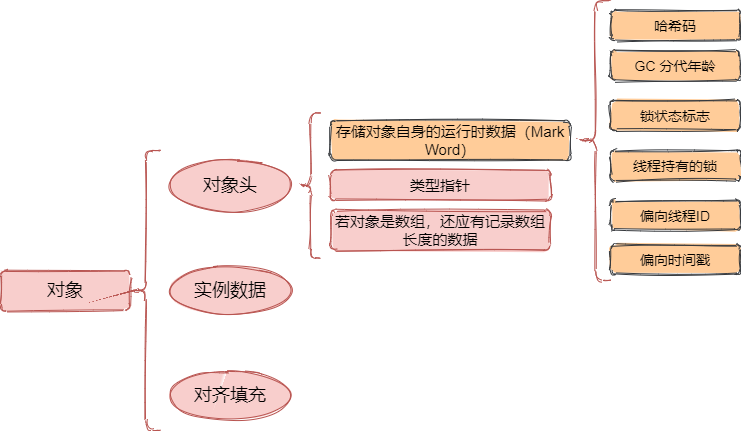 对象
对象头
实例数据
对齐填充
存储对象自身的运行时数据（Mark
Word）
类型指针
若对象是数组，还应有记录数组
长度的数据
哈希码
GC 分代年龄
锁状态标志
线程持有的锁
偏向线程ID
偏向时间戳